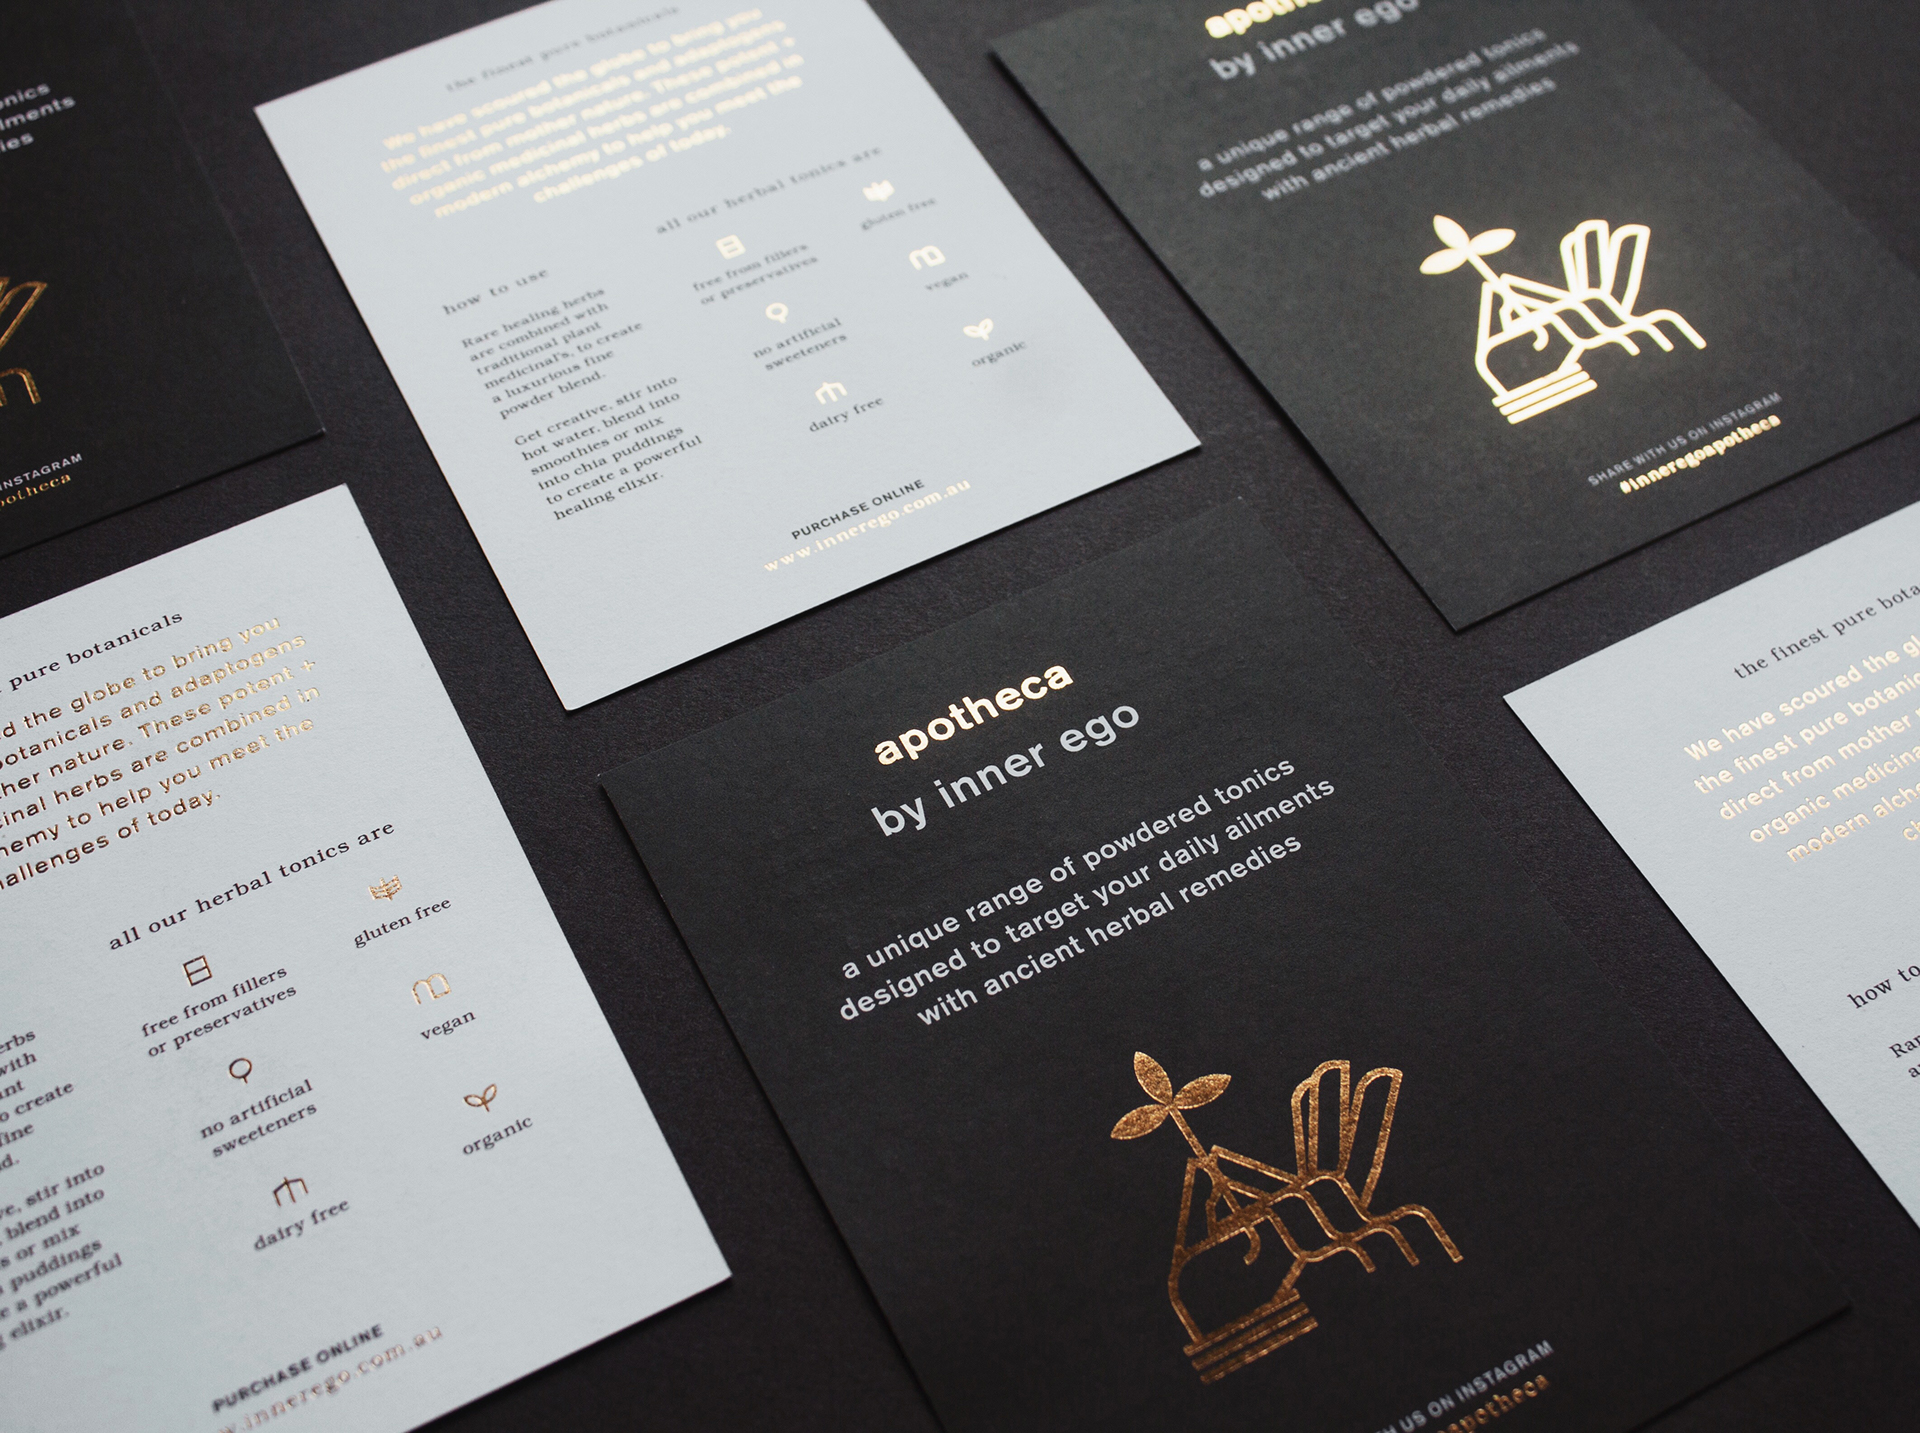 onics
lments
ies
INSTAGRAM
potheca
the finest pure botanicals
We have scoured the globe to bring you
the finest pure botanicals and adaptogens
direct from mother nature. These potent +
organic medicinal herbs are combined in
modern alchemy to help you meet the
challenges of today.
all our herbal tonics are
gluten free
free from fillers
or preservatives
vegan
no artificial
sweeteners
organic
dairy free
how to use
Rare healing herbs
are combined with
traditional plant
medicinal's, to create
a luxurious fine
powder blend.
Get creative, stir into
hot water, blend into
smoothies or mix
into chia puddings
to create a powerful
healing elixir.
PURCHASE ONLINE
www.innerego.com.au
apotheca
by inner ego
a unique range of powdered tonics
designed to target your daily ailments
with ancient herbal remedies
SHARE WITH US ON INSTAGRAM
#inneregoapotheca
pure botanicals
d the globe to bring you
otanicals and adaptogens
her nature. These potent +
cinal herbs are combined in
hemy to help you meet the
hallenges of today.
all our herbal tonics are
gluten free
free from fillers
or preservatives
vegan
no artificial
sweeteners
organic
dairy free
erbs
with
ant
o create
fine
d.
ve, stir into
blend into
s or mix
puddings
e a powerful
g elixir.
PURCHASE ONLINE
w.innerego.com.au
apotheca
by inner ego
a unique range of powdered tonics
designed to target your daily ailments
with ancient herbal remedies
TH US ON INSTAGRAM
apotheca
the finest pure bota
We have scoured the gl
the finest pure botanic
direct from mother
organic medicina
modern alche
ch
how to
Rar
a